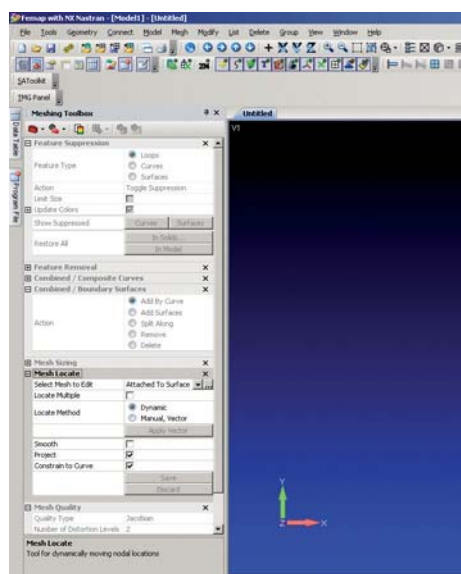 Femap with NX Nastran - [Model1] - [Untitled]
File Tools Geometry Connect Model Mesh Modify List Delete Group View Window Help
SAToolkit
IMG Panel
Meshing Toolbox
Untitled
V1
Data Table
Program File
Feature Suppression
Feature Type
Loops
Curves
Surfaces
Action Toggle Suppression
Limit Size
Update Colors
Show Suppressed Curves Surfaces
Restore All
In Solids...
In Model
Feature Removal
Combined / Composite Curves
Combined / Boundary Surfaces
Action
Add By Curve
Add Surfaces
Split Along
Remove
Delete
Mesh Sizing
Mesh Locate
Select Mesh to Edit Attached To Surface
Locate Multiple
Locate Method
Dynamic
Manual, Vector
Apply Vector
Smooth
Project
Constrain to Curve
Save
Discard
Mesh Quality
Quality Type Jacobian
Number of Distortion Levels 2
Mesh Locate
Tool for dynamically moving nodal locations
Y
Z X